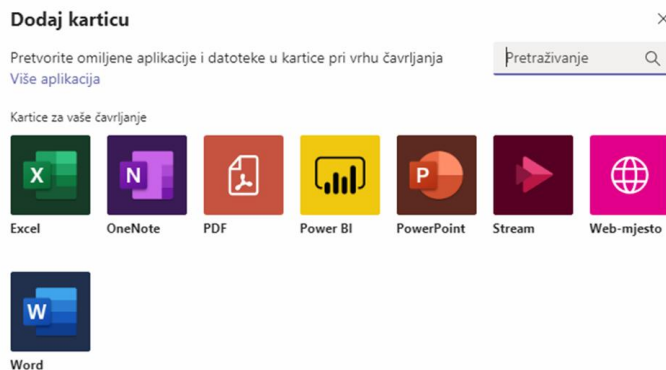 Dodaj karticu
Pretvorite omiljene aplikacije i datoteke u kartice pri vrhu čavrljanja
Pretraživanje
Više aplikacija
Kartice za vaše čavrljanje
X
N
P
Excel
OneNote
PDF
Power BI
PowerPoint
Stream
Web-mjesto
W
Word